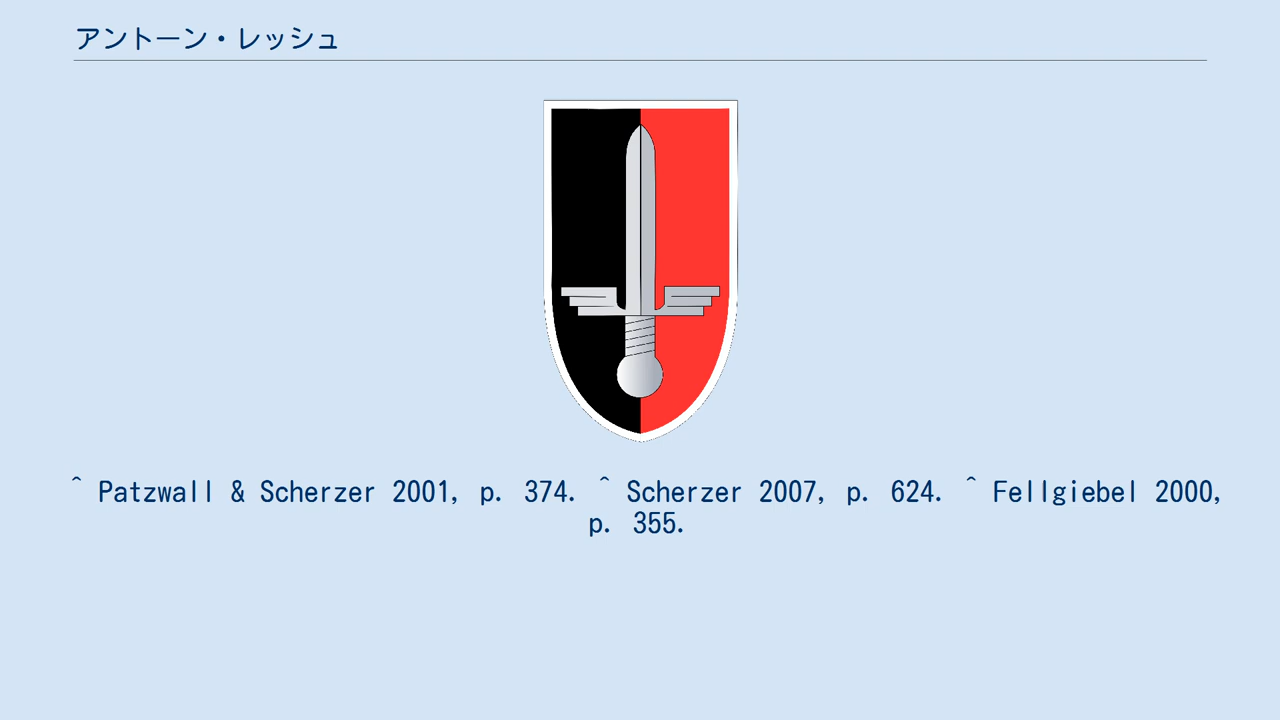 アントーン・レッシュ
^ Patzwall & Scherzer 2001, p. 374. ^ Scherzer 2007, p. 624. ^ Fellgiebel 2000,
p. 355.